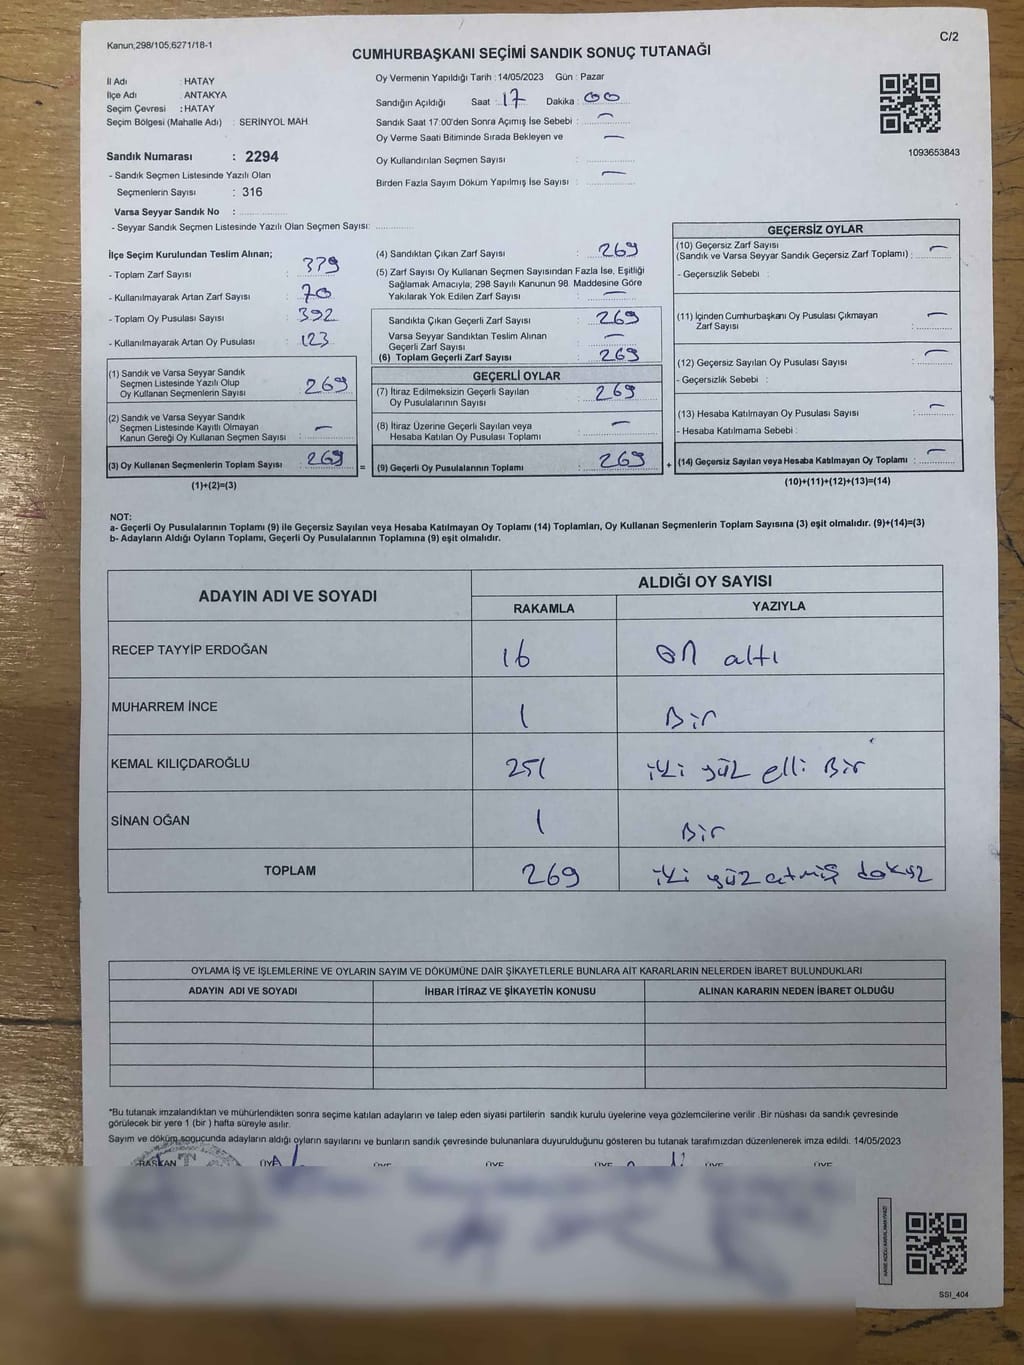 Kanun,298/105,6271/18-1
C/2
CUMHURBAŞKANI SEÇİMİ SANDIK SONUÇ TUTANAĞI
İl Adı : HATAY
İlçe Adı : ANTAKYA
Seçim Çevresi : HATAY
Seçim Bölgesi (Mahalle Adı) : SERİNYOL MAH.
Sandık Numarası : 2294
- Sandık Seçmen Listesinde Yazılı Olan
Seçmenlerin Sayısı : 316
Varsa Seyyar Sandık No :
- Seyyar Sandık Seçmen Listesinde Yazılı Olan Seçmen Sayısı:
Oy Vermenin Yapıldığı Tarih : 14/05/2023 Gün : Pazar
Sandığın Açıldığı Saat : 17 Dakika : 00
Sandık Saat 17:00'den Sonra Açımış İse Sebebi : —
Oy Verme Saati Bitiminde Sırada Bekleyen ve —
Oy Kullandırılan Seçmen Sayısı :
Birden Fazla Sayım Döküm Yapılmış İse Sayısı : —
1093653843
İlçe Seçim Kurulundan Teslim Alınan;
- Toplam Zarf Sayısı : 339
- Kullanılmayarak Artan Zarf Sayısı : 70
- Toplam Oy Pusulası Sayısı : 392
- Kullanılmayarak Artan Oy Pusulası : 123
(1) Sandık ve Varsa Seyyar Sandık
Seçmen Listesinde Yazılı Olup
Oy Kullanan Seçmenlerin Sayısı : 269
(2) Sandık ve Varsa Seyyar Sandık
Seçmen Listesinde Kayıtlı Olmayan
Kanun Gereği Oy Kullanan Seçmen Sayısı : —
(3) Oy Kullanan Seçmenlerin Toplam Sayısı : 269
(1)+(2)=(3)
(4) Sandıktan Çıkan Zarf Sayısı : 269
(5) Zarf Sayısı Oy Kullanan Seçmen Sayısından Fazla İse, Eşitliği
Sağlamak Amacıyla; 298 Sayılı Kanunun 98. Maddesine Göre
Yakılarak Yok Edilen Zarf Sayısı : —
Sandıkta Çıkan Geçerli Zarf Sayısı : 269
Varsa Seyyar Sandıktan Teslim Alınan
Geçerli Zarf Sayısı : —
(6) Toplam Geçerli Zarf Sayısı : 269
GEÇERLİ OYLAR
(7) İtiraz Edilmeksizin Geçerli Sayılan
Oy Pusulalarının Sayısı : 269
(8) İtiraz Üzerine Geçerli Sayılan veya
Hesaba Katılan Oy Pusulası Toplamı : —
= (9) Geçerli Oy Pusulalarının Toplamı : 269 +
GEÇERSİZ OYLAR
(10) Geçersiz Zarf Sayısı
(Sandık ve Varsa Seyyar Sandık Geçersiz Zarf Toplamı) : —
- Geçersizlik Sebebi :
(11) İçinden Cumhurbaşkanı Oy Pusulası Çıkmayan
Zarf Sayısı : —
(12) Geçersiz Sayılan Oy Pusulası Sayısı : —
- Geçersizlik Sebebi :
(13) Hesaba Katılmayan Oy Pusulası Sayısı : —
- Hesaba Katılmama Sebebi :
(14) Geçersiz Sayılan veya Hesaba Katılmayan Oy Toplamı : —
(10)+(11)+(12)+(13)=(14)
NOT:
a- Geçerli Oy Pusulalarının Toplamı (9) ile Geçersiz Sayılan veya Hesaba Katılmayan Oy Toplamı (14) Toplamları, Oy Kullanan Seçmenlerin Toplam Sayısına (3) eşit olmalıdır. (9)+(14)=(3)
b- Adayların Aldığı Oyların Toplamı, Geçerli Oy Pusulalarının Toplamına (9) eşit olmalıdır.
ADAYIN ADI VE SOYADI
ALDIĞI OY SAYISI
RAKAMLA YAZIYLA
RECEP TAYYİP ERDOĞAN 16 on altı
MUHARREM İNCE 1 Bir
KEMAL KILIÇDAROĞLU 251 iki yüz elli Bir
SİNAN OĞAN 1 Bir
TOPLAM 269 iki yüz atmış dokuz
OYLAMA İŞ VE İŞLEMLERİNE VE OYLARIN SAYIM VE DÖKÜMÜNE DAİR ŞİKAYETLERLE BUNLARA AİT KARARLARIN NELERDEN İBARET BULUNDUKLARI
ADAYIN ADI VE SOYADI İHBAR İTİRAZ VE ŞİKAYETİN KONUSU ALINAN KARARIN NEDEN İBARET OLDUĞU
*Bu tutanak imzalandıktan ve mühürlendikten sonra seçime katılan adayların ve talep eden siyasi partilerin sandık kurulu üyelerine veya gözlemcilerine verilir .Bir nüshası da sandık çevresinde
görülecek bir yere 1 (bir ) hafta süreyle asılır.
Sayım ve döküm sonucunda adayların aldığı oyların sayılarını ve bunların sandık çevresinde bulunanlara duyurulduğunu gösteren bu tutanak tarafımızdan düzenlenerek imza edildi. 14/05/2023
BAŞKAN ÜYE ÜYE ÜYE ÜYE ÜYE ÜYE
SSI_404